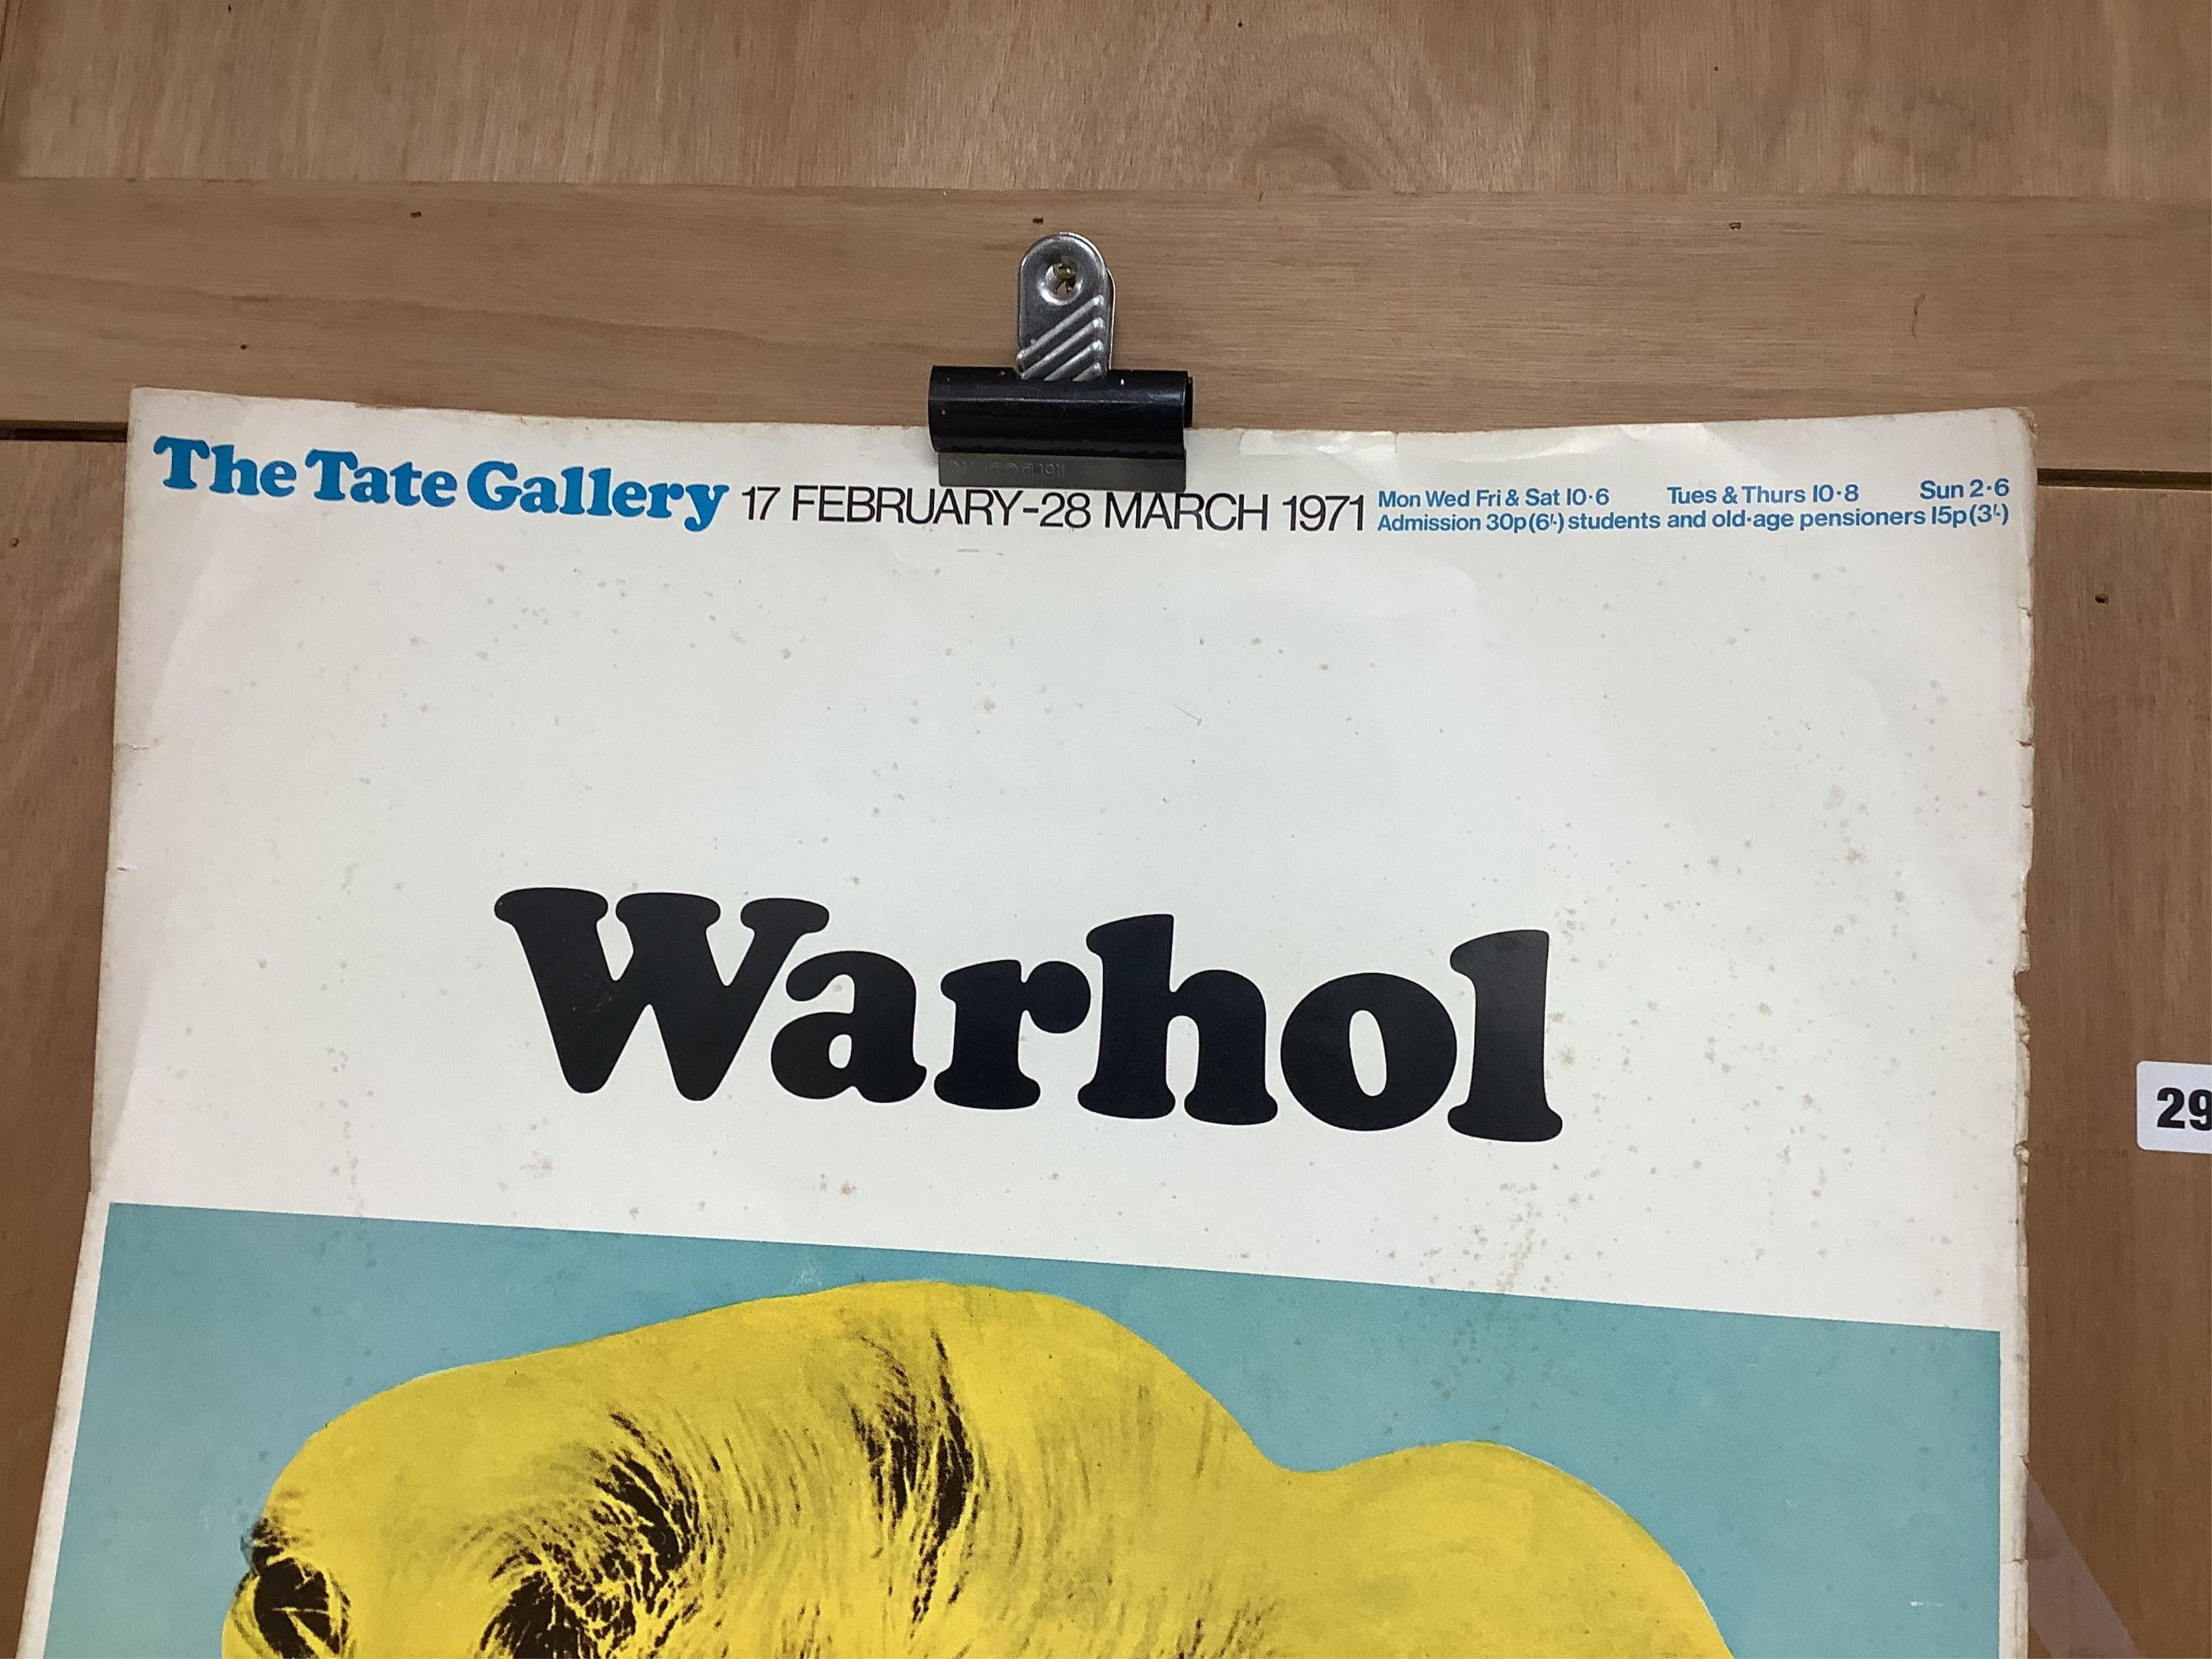 The Tate Gallery 17 FEBRUARY-28 MARCH 1971 Mon Wed Fri & Sat 10·6 Tues & Thurs 10·8 Sun 2·6
Admission 30p(6/-) students and old-age pensioners 15p(3/-)
Warhol
29